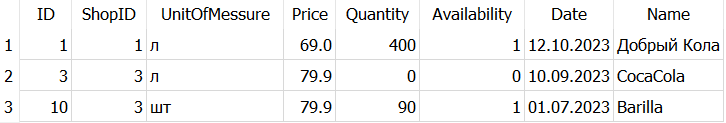 ID ShopID UnitOfMessure Price Quantity Availability Date Name
1 1 1 л 69.0 400 1 12.10.2023 Добрый Кола
2 3 3 л 79.9 0 0 10.09.2023 CocaCola
3 10 3 шт 79.9 90 1 01.07.2023 Barilla